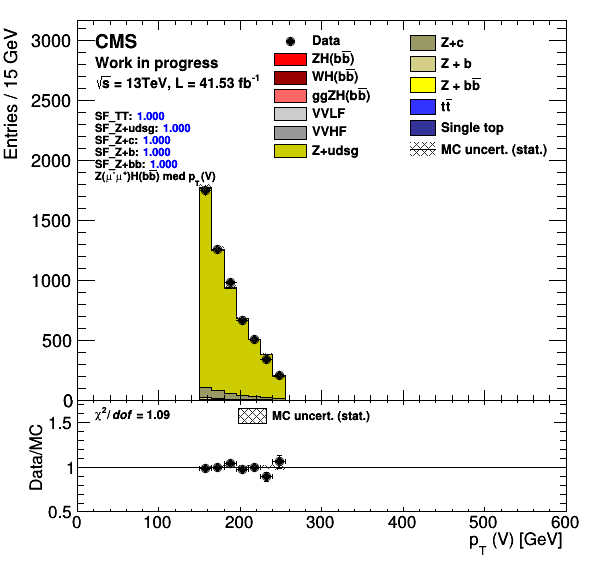 Entries / 15 GeV
3000
2500
2000
1500
1000
500
0
CMS
Work in progress
√s = 13TeV, L = 41.53 fb⁻¹
SF_TT: 1.000
SF_Z+udsg: 1.000
SF_Z+c: 1.000
SF_Z+b: 1.000
SF_Z+bb: 1.000
Z(μ⁻μ⁺)H(bb̅) med p_T(V)
Data
ZH(bb̅)
WH(bb̅)
ggZH(bb̅)
VVLF
VVHF
Z+udsg
Z+c
Z + b
Z + bb̅
tt̅
Single top
MC uncert. (stat.)
Data/MC
1.5
1
0.5
χ²/dof = 1.09
MC uncert. (stat.)
0 100 200 300 400 500 600
p_T (V) [GeV]